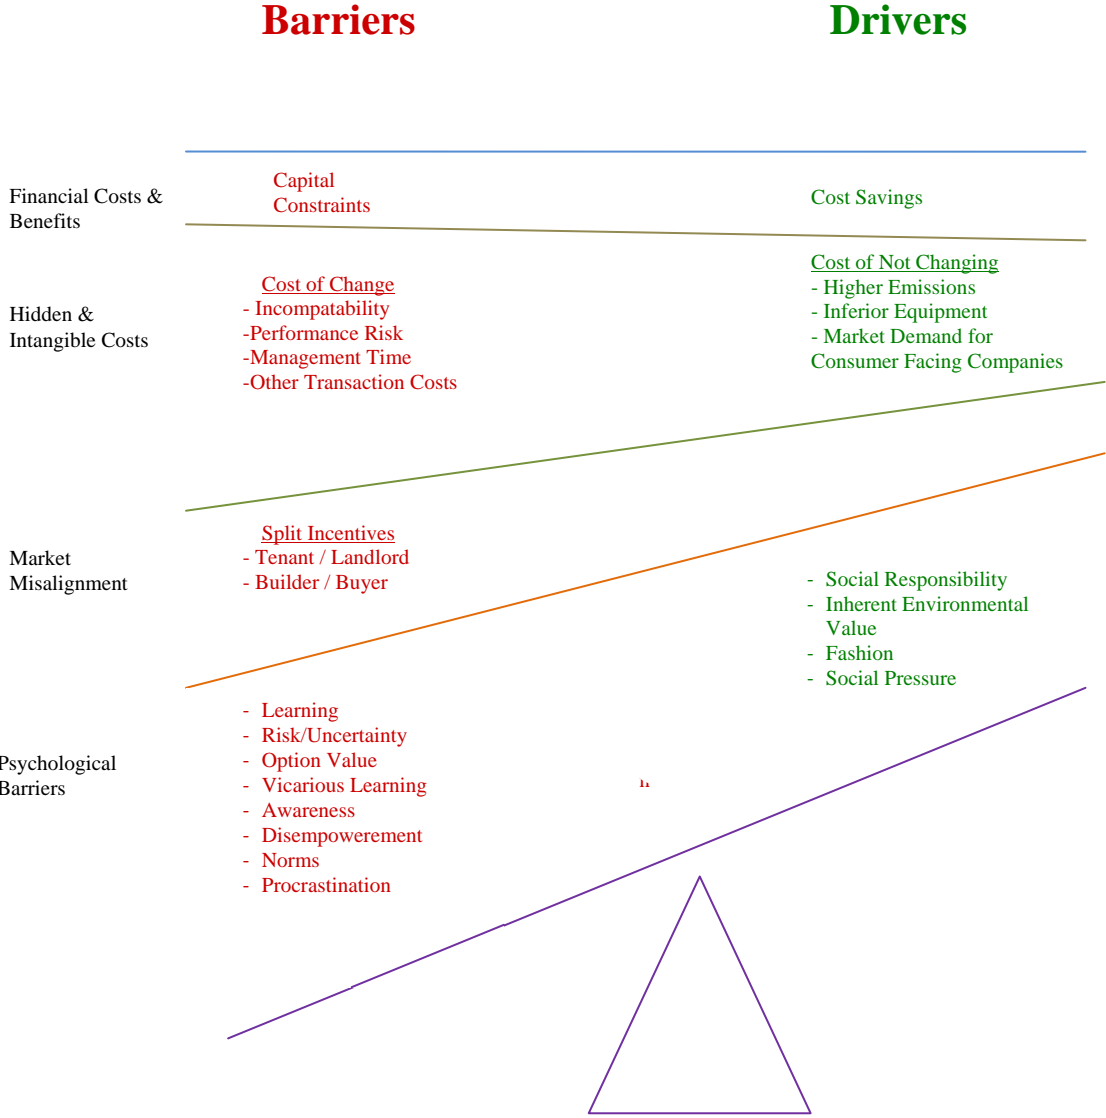 Barriers
Drivers
Financial Costs &
Benefits
Capital
Constraints
Cost Savings
Hidden &
Intangible Costs
Cost of Change
- Incompatability
-Performance Risk
-Management Time
-Other Transaction Costs
Cost of Not Changing
- Higher Emissions
- Inferior Equipment
- Market Demand for
Consumer Facing Companies
Market
Misalignment
Split Incentives
- Tenant / Landlord
- Builder / Buyer
- Social Responsibility
- Inherent Environmental
Value
- Fashion
- Social Pressure
Psychological
Barriers
- Learning
- Risk/Uncertainty
- Option Value
- Vicarious Learning
- Awareness
- Disempowerement
- Norms
- Procrastination